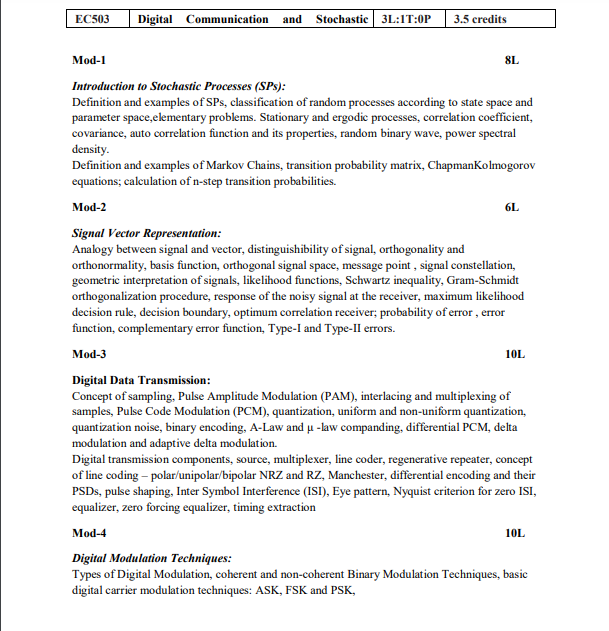 EC503 Digital Communication and Stochastic 3L:1T:0P 3.5 credits
Mod-1 8L
Introduction to Stochastic Processes (SPs):
Definition and examples of SPs, classification of random processes according to state space and
parameter space,elementary problems. Stationary and ergodic processes, correlation coefficient,
covariance, auto correlation function and its properties, random binary wave, power spectral
density.
Definition and examples of Markov Chains, transition probability matrix, ChapmanKolmogorov
equations; calculation of n-step transition probabilities.
Mod-2 6L
Signal Vector Representation:
Analogy between signal and vector, distinguishibility of signal, orthogonality and
orthonormality, basis function, orthogonal signal space, message point , signal constellation,
geometric interpretation of signals, likelihood functions, Schwartz inequality, Gram-Schmidt
orthogonalization procedure, response of the noisy signal at the receiver, maximum likelihood
decision rule, decision boundary, optimum correlation receiver; probability of error , error
function, complementary error function, Type-I and Type-II errors.
Mod-3 10L
Digital Data Transmission:
Concept of sampling, Pulse Amplitude Modulation (PAM), interlacing and multiplexing of
samples, Pulse Code Modulation (PCM), quantization, uniform and non-uniform quantization,
quantization noise, binary encoding, A-Law and μ -law companding, differential PCM, delta
modulation and adaptive delta modulation.
Digital transmission components, source, multiplexer, line coder, regenerative repeater, concept
of line coding – polar/unipolar/bipolar NRZ and RZ, Manchester, differential encoding and their
PSDs, pulse shaping, Inter Symbol Interference (ISI), Eye pattern, Nyquist criterion for zero ISI,
equalizer, zero forcing equalizer, timing extraction
Mod-4 10L
Digital Modulation Techniques:
Types of Digital Modulation, coherent and non-coherent Binary Modulation Techniques, basic
digital carrier modulation techniques: ASK, FSK and PSK,